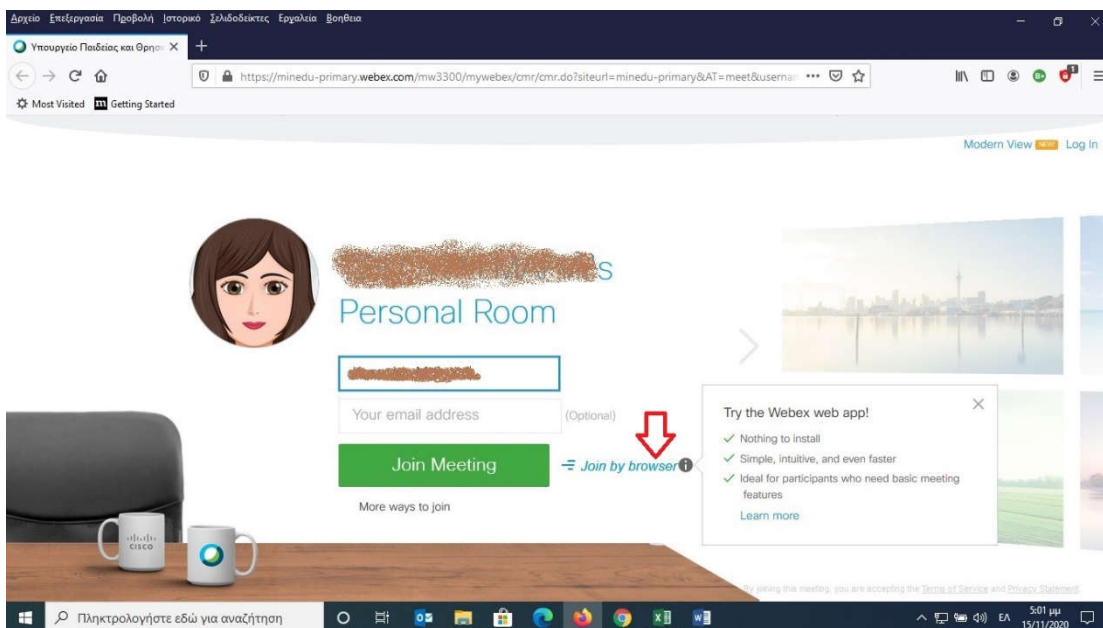 Αρχείο Επεξεργασία Προβολή Ιστορικό Σελιδοδείκτες Εργαλεία Βοήθεια
Υπουργείο Παιδείας και Θρησκ
https://minedu-primary.webex.com/mw3300/mywebex/cmr/cmr.do?siteurl=minedu-primary&AT=meet&usernar
1
Most Visited m Getting Started
Modern View NEW Log In
s
Personal Room
Your email address (Optional)
Join Meeting Join by browser
More ways to join
Try the Webex web app!
Nothing to install
Simple, intuitive, and even faster
Ideal for participants who need basic meeting
features
Learn more
CISCO
By joining this meeting, you are accepting the Terms of Service and Privacy Statement.
Πληκτρολογήστε εδώ για αναζήτηση
ΕΛ
5:01 μμ
15/11/2020